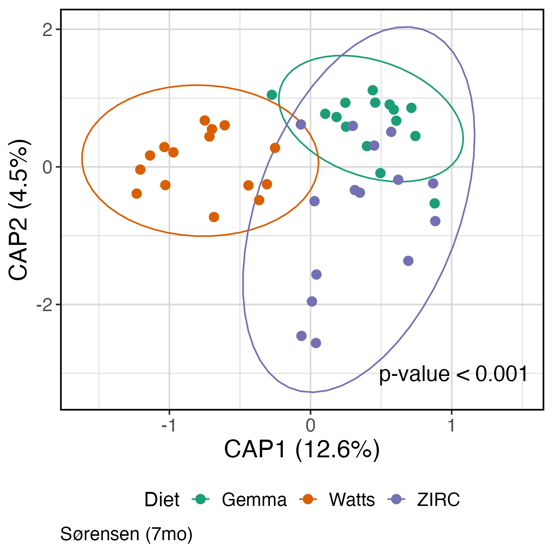 2
0
-2
CAP2 (4.5%)
p-value < 0.001
-1 0 1
CAP1 (12.6%)
Diet Gemma Watts ZIRC
Sørensen (7mo)